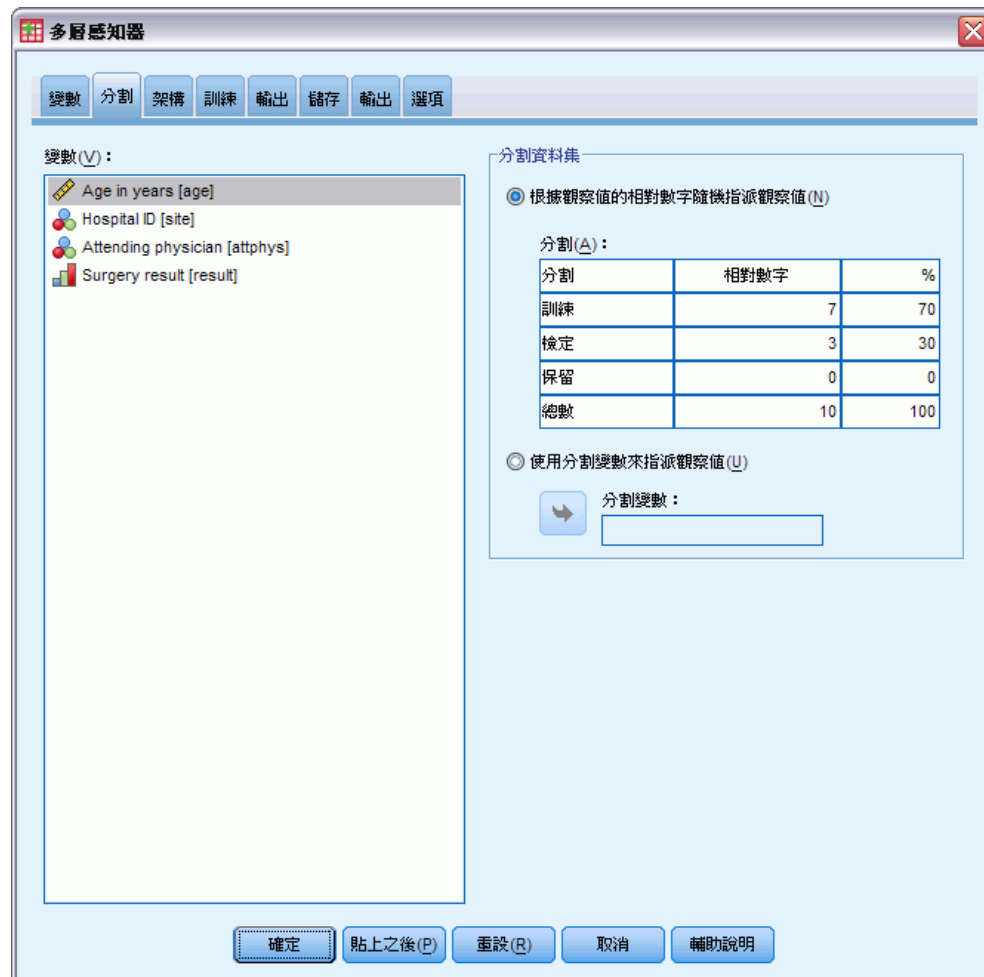 多層感知器
變數 分割 架構 訓練 輸出 儲存 輸出 選項
變數(V)：
Age in years [age]
Hospital ID [site]
Attending physician [attphys]
Surgery result [result]
分割資料集
根據觀察值的相對數字隨機指派觀察值(N)
分割(A)：
分割 相對數字 %
訓練 7 70
檢定 3 30
保留 0 0
總數 10 100
使用分割變數來指派觀察值(U)
分割變數：
確定 貼上之後(P) 重設(R) 取消 輔助說明